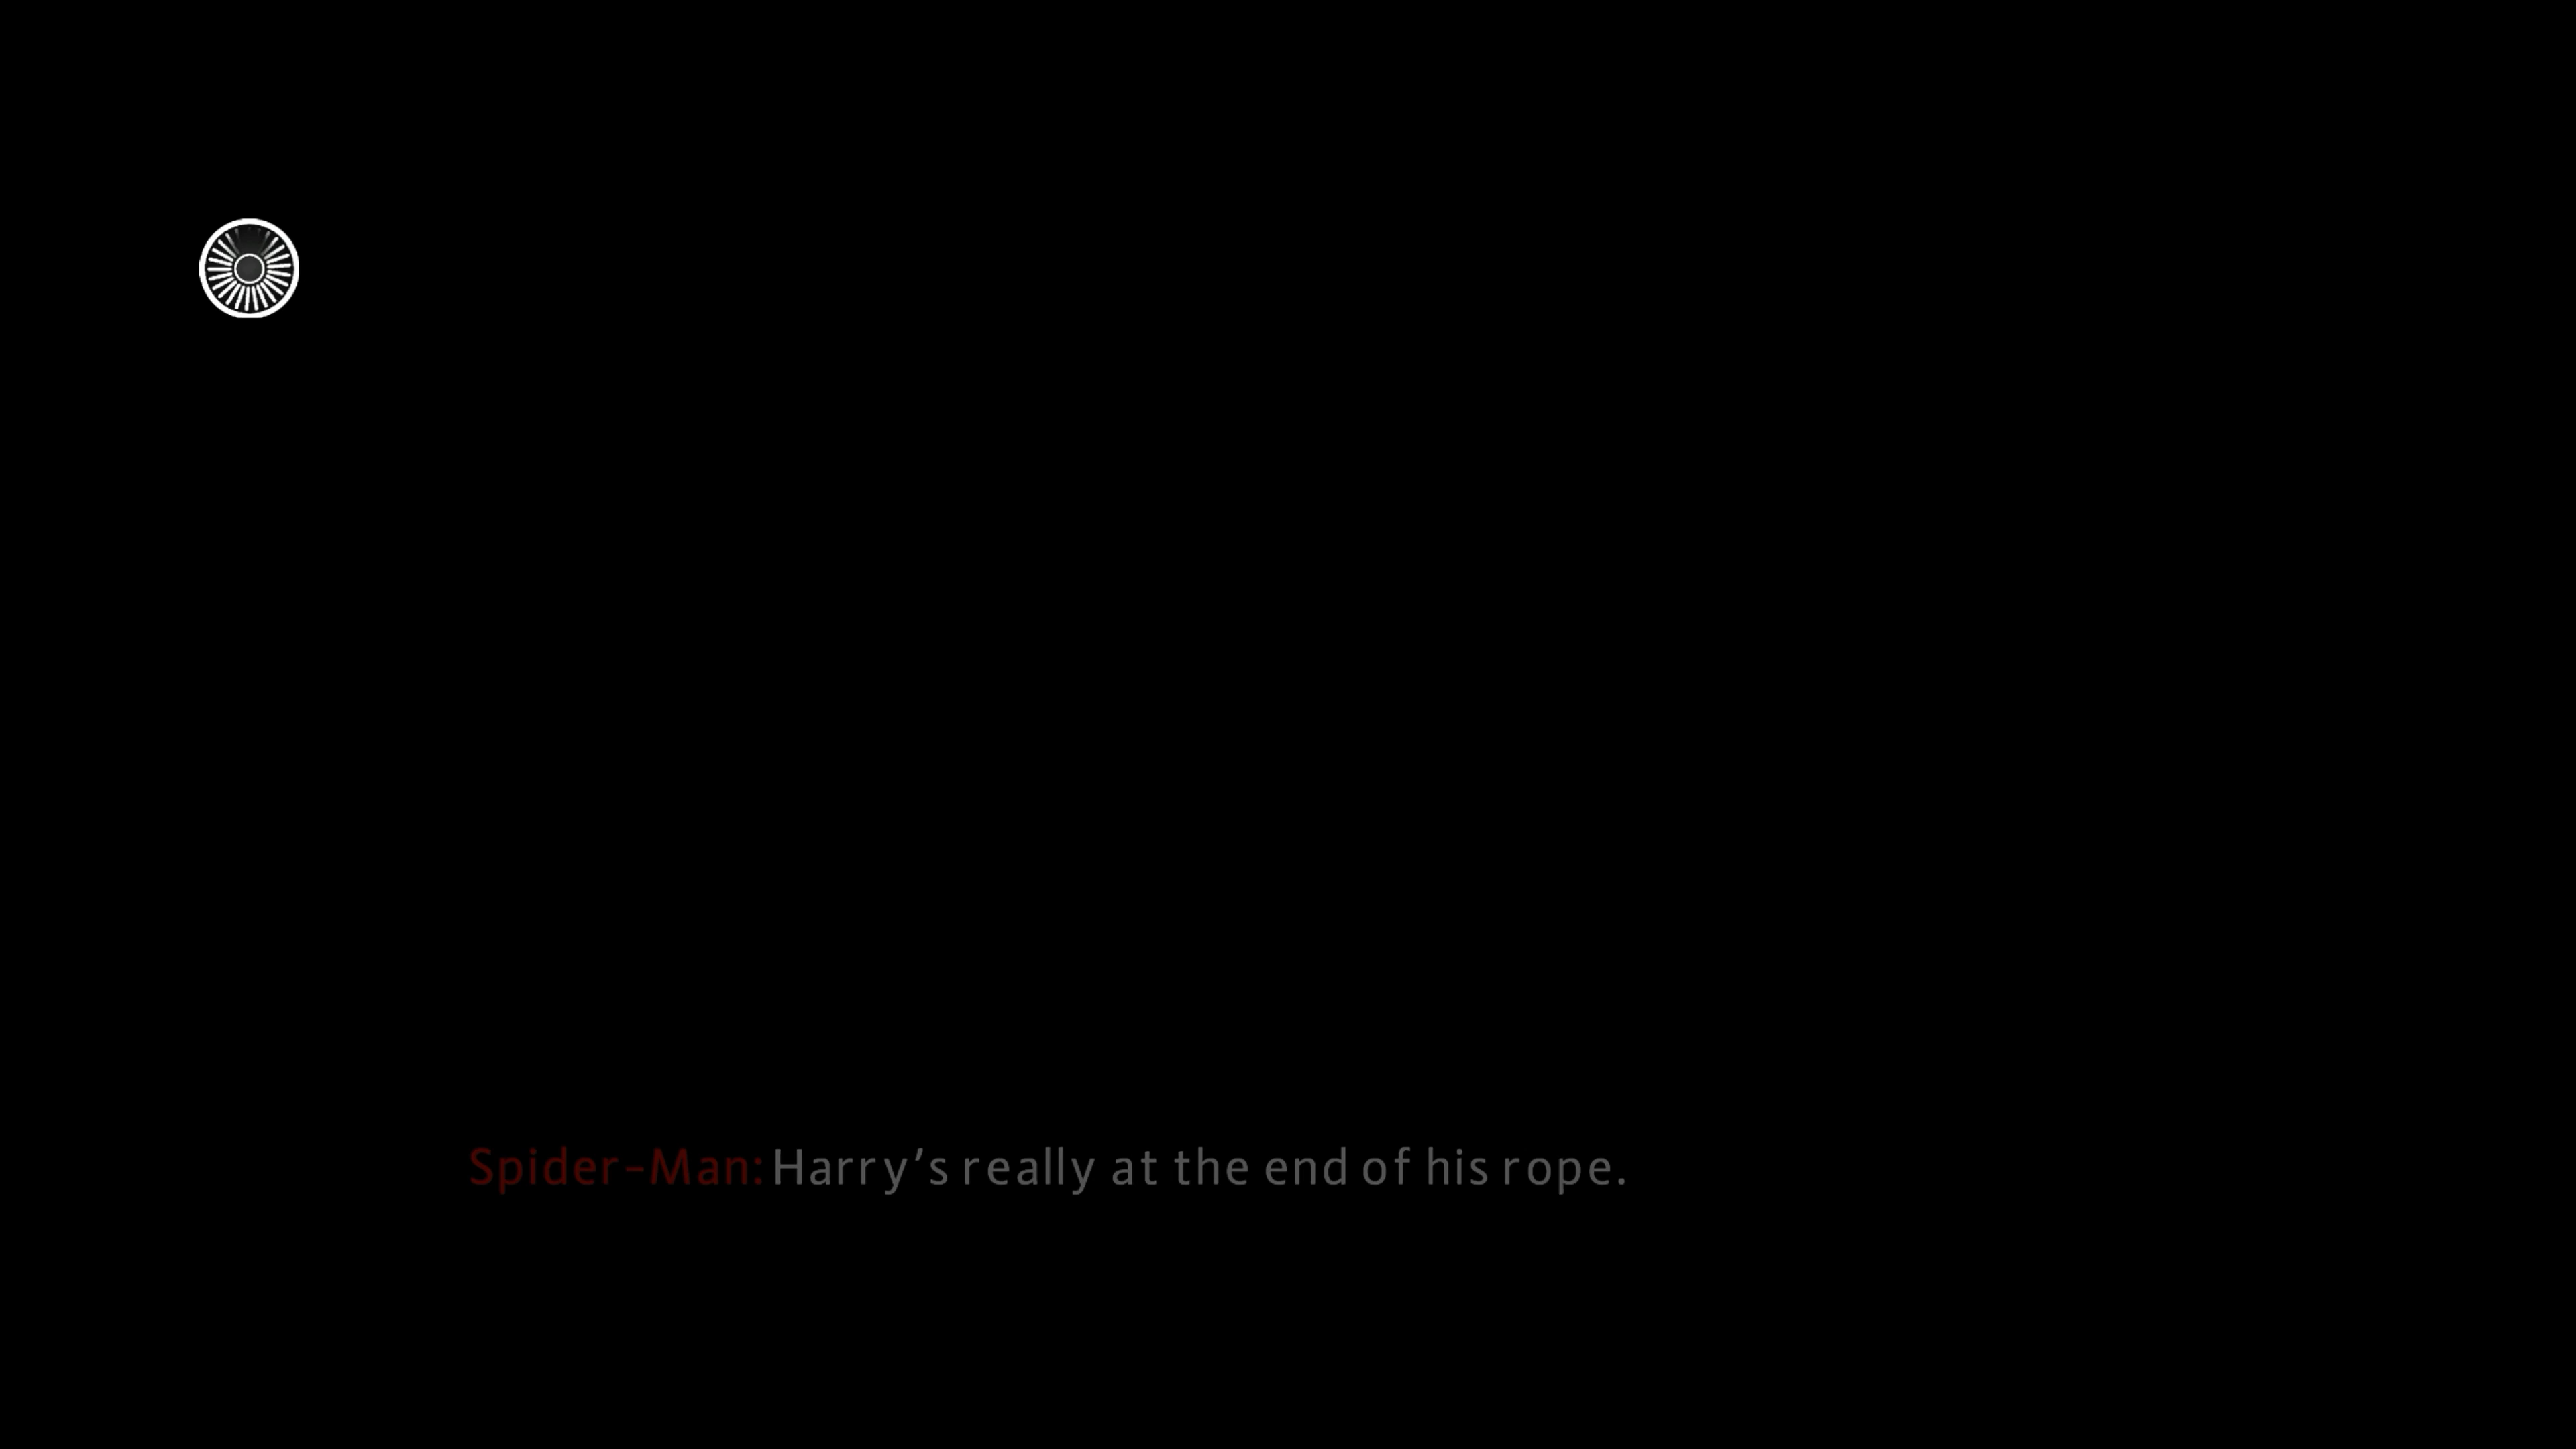 Spider-Man: Harry’s really at the end of his rope.